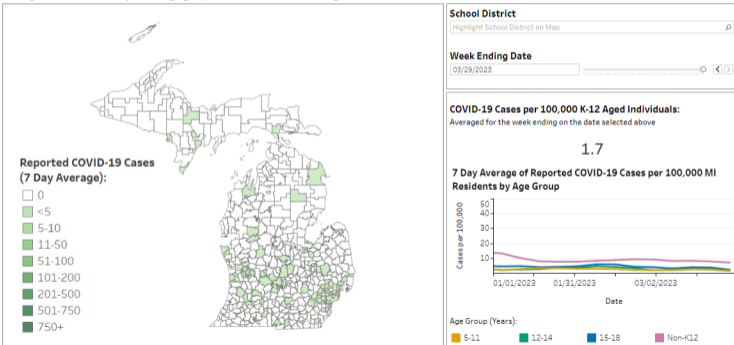 School District
Highlight School District on Map
Week Ending Date
03/29/2023
COVID-19 Cases per 100,000 K-12 Aged Individuals:
Averaged for the week ending on the date selected above
1.7
Reported COVID-19 Cases
(7 Day Average):
0
<5
5-10
11-50
51-100
101-200
201-500
501-750
750+
7 Day Average of Reported COVID-19 Cases per 100,000 MI
Residents by Age Group
Cases per 100,000
50
40
30
20
10
01/01/2023
01/31/2023
03/02/2023
Date
Age Group (Years):
5-11
12-14
15-18
Non-K12